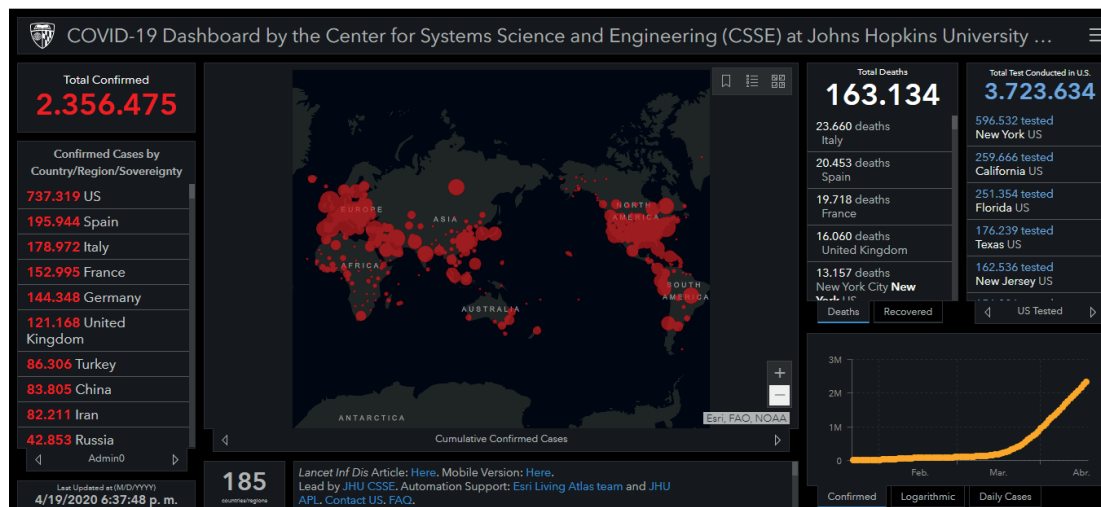 COVID-19 Dashboard by the Center for Systems Science and Engineering (CSSE) at Johns Hopkins University ...
Total Confirmed
2.356.475
Confirmed Cases by
Country/Region/Sovereignty
737.319 US
195.944 Spain
178.972 Italy
152.995 France
144.348 Germany
121.168 United
Kingdom
86.306 Turkey
83.805 China
82.211 Iran
42.853 Russia
Admin0
Last Updated at (M/D/YYYY)
4/19/2020 6:37:48 p. m.
EUROPE
ASIA
AFRICA
AUSTRALIA
NORTH
AMERICA
SOUTH
AMERICA
ANTARCTICA
Esri, FAO, NOAA
Cumulative Confirmed Cases
185
countries/regions
Lancet Inf Dis Article: Here. Mobile Version: Here.
Lead by JHU CSSE. Automation Support: Esri Living Atlas team and JHU
APL. Contact US. FAQ.
Total Deaths
163.134
23.660 deaths
Italy
20.453 deaths
Spain
19.718 deaths
France
16.060 deaths
United Kingdom
13.157 deaths
New York City New
York US
Deaths
Recovered
Total Test Conducted in U.S.
3.723.634
596.532 tested
New York US
259.666 tested
California US
251.354 tested
Florida US
176.239 tested
Texas US
162.536 tested
New Jersey US
US Tested
3M
2M
1M
0
Feb.
Mar.
Abr.
Confirmed
Logarithmic
Daily Cases